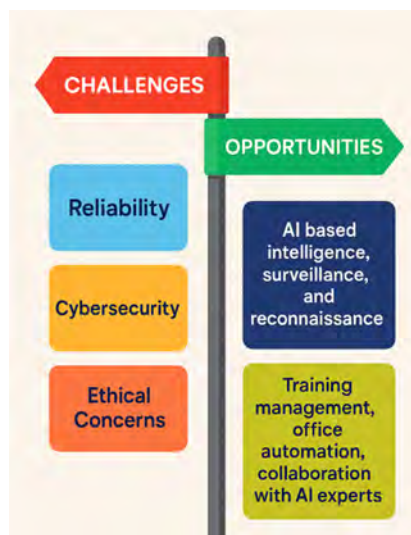 CHALLENGES
OPPORTUNITIES
Reliability
Cybersecurity
Ethical
Concerns
AI based
intelligence,
surveillance,
and
reconnaissance
Training
management,
office
automation,
collaboration
with AI experts